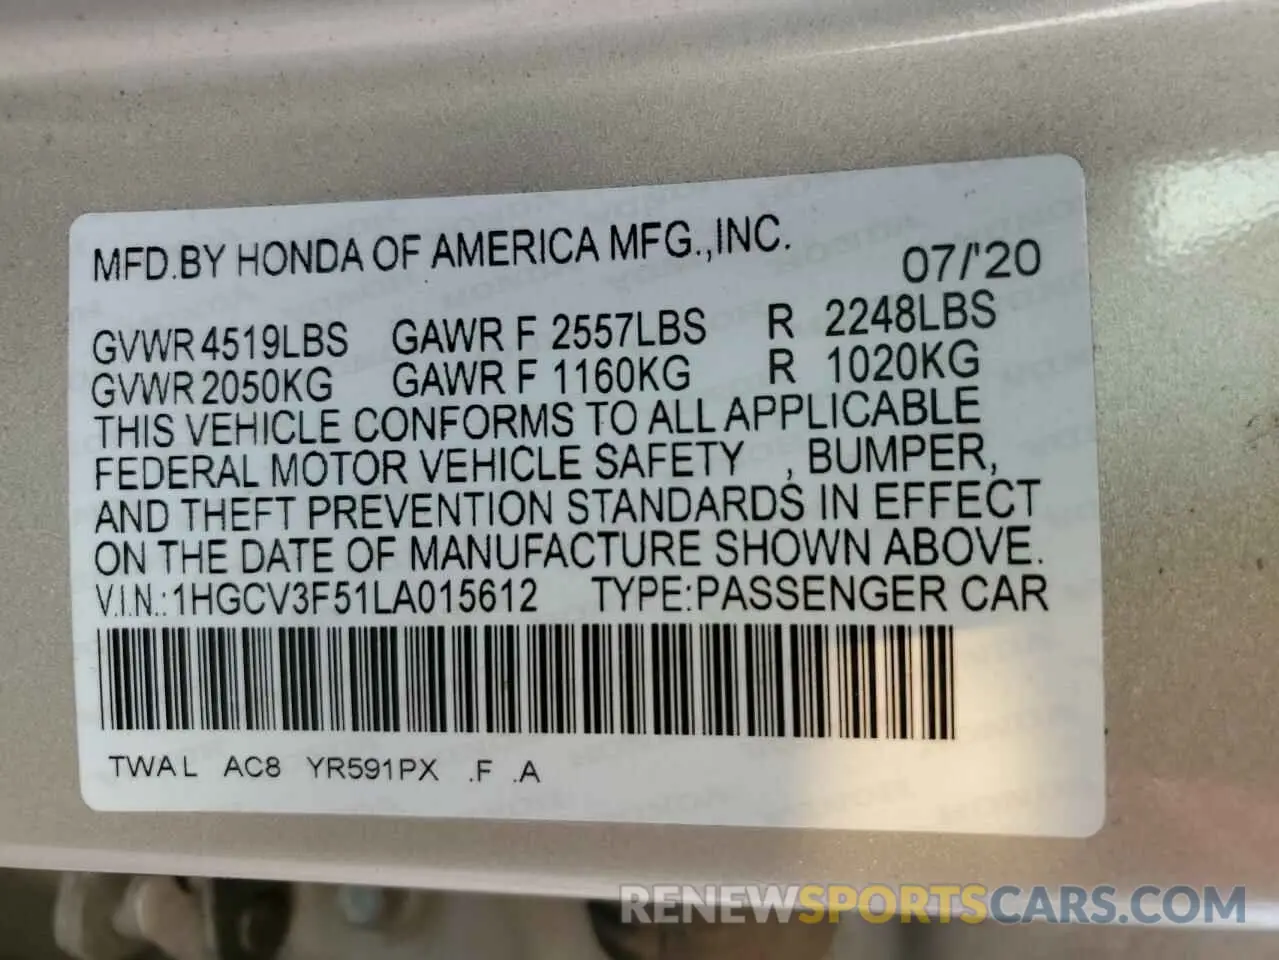 MFD.BY HONDA OF AMERICA MFG.,INC.
07/'20
GVWR 4519LBS GAWR F 2557LBS R 2248LBS
GVWR 2050KG GAWR F 1160KG R 1020KG
THIS VEHICLE CONFORMS TO ALL APPLICABLE
FEDERAL MOTOR VEHICLE SAFETY , BUMPER,
AND THEFT PREVENTION STANDARDS IN EFFECT
ON THE DATE OF MANUFACTURE SHOWN ABOVE.
V.I.N.:1HGCV3F51LA015612 TYPE:PASSENGER CAR
TWAL AC8 YR591PX .F .A
RENEWSPORTSCARS.COM